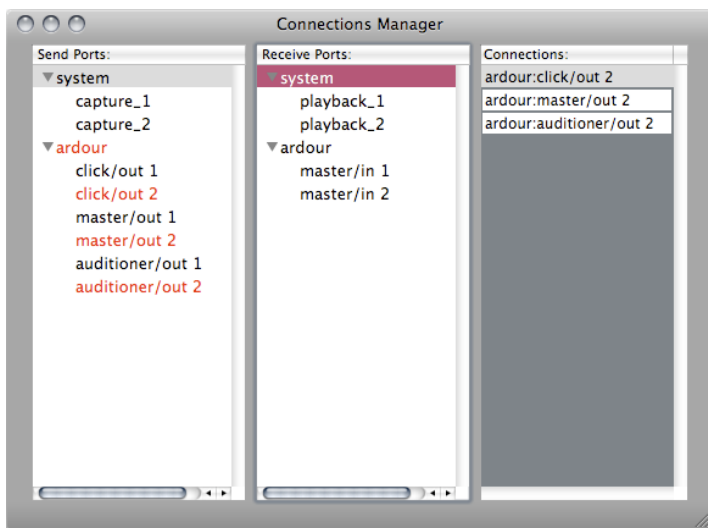 Connections Manager
Send Ports:
system
capture_1
capture_2
ardour
click/out 1
click/out 2
master/out 1
master/out 2
auditioner/out 1
auditioner/out 2
Receive Ports:
system
playback_1
playback_2
ardour
master/in 1
master/in 2
Connections:
ardour:click/out 2
ardour:master/out 2
ardour:auditioner/out 2